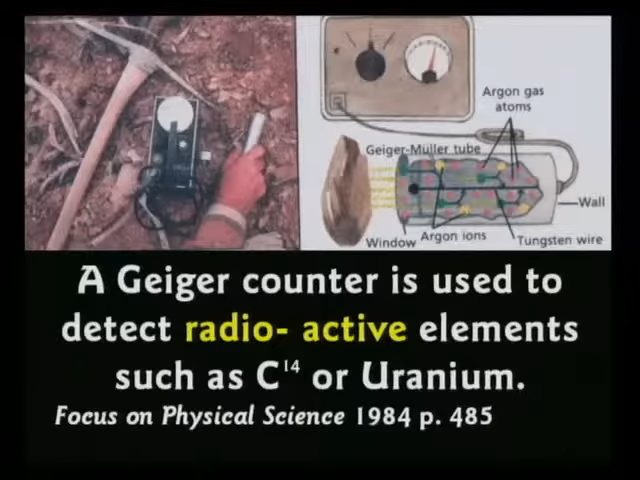 Argon gas
atoms
Geiger-Muller tube
Wall
Window
Argon ions
Tungsten wire
A Geiger counter is used to
detect radio- active elements
such as C¹⁴ or Uranium.
Focus on Physical Science 1984 p. 485